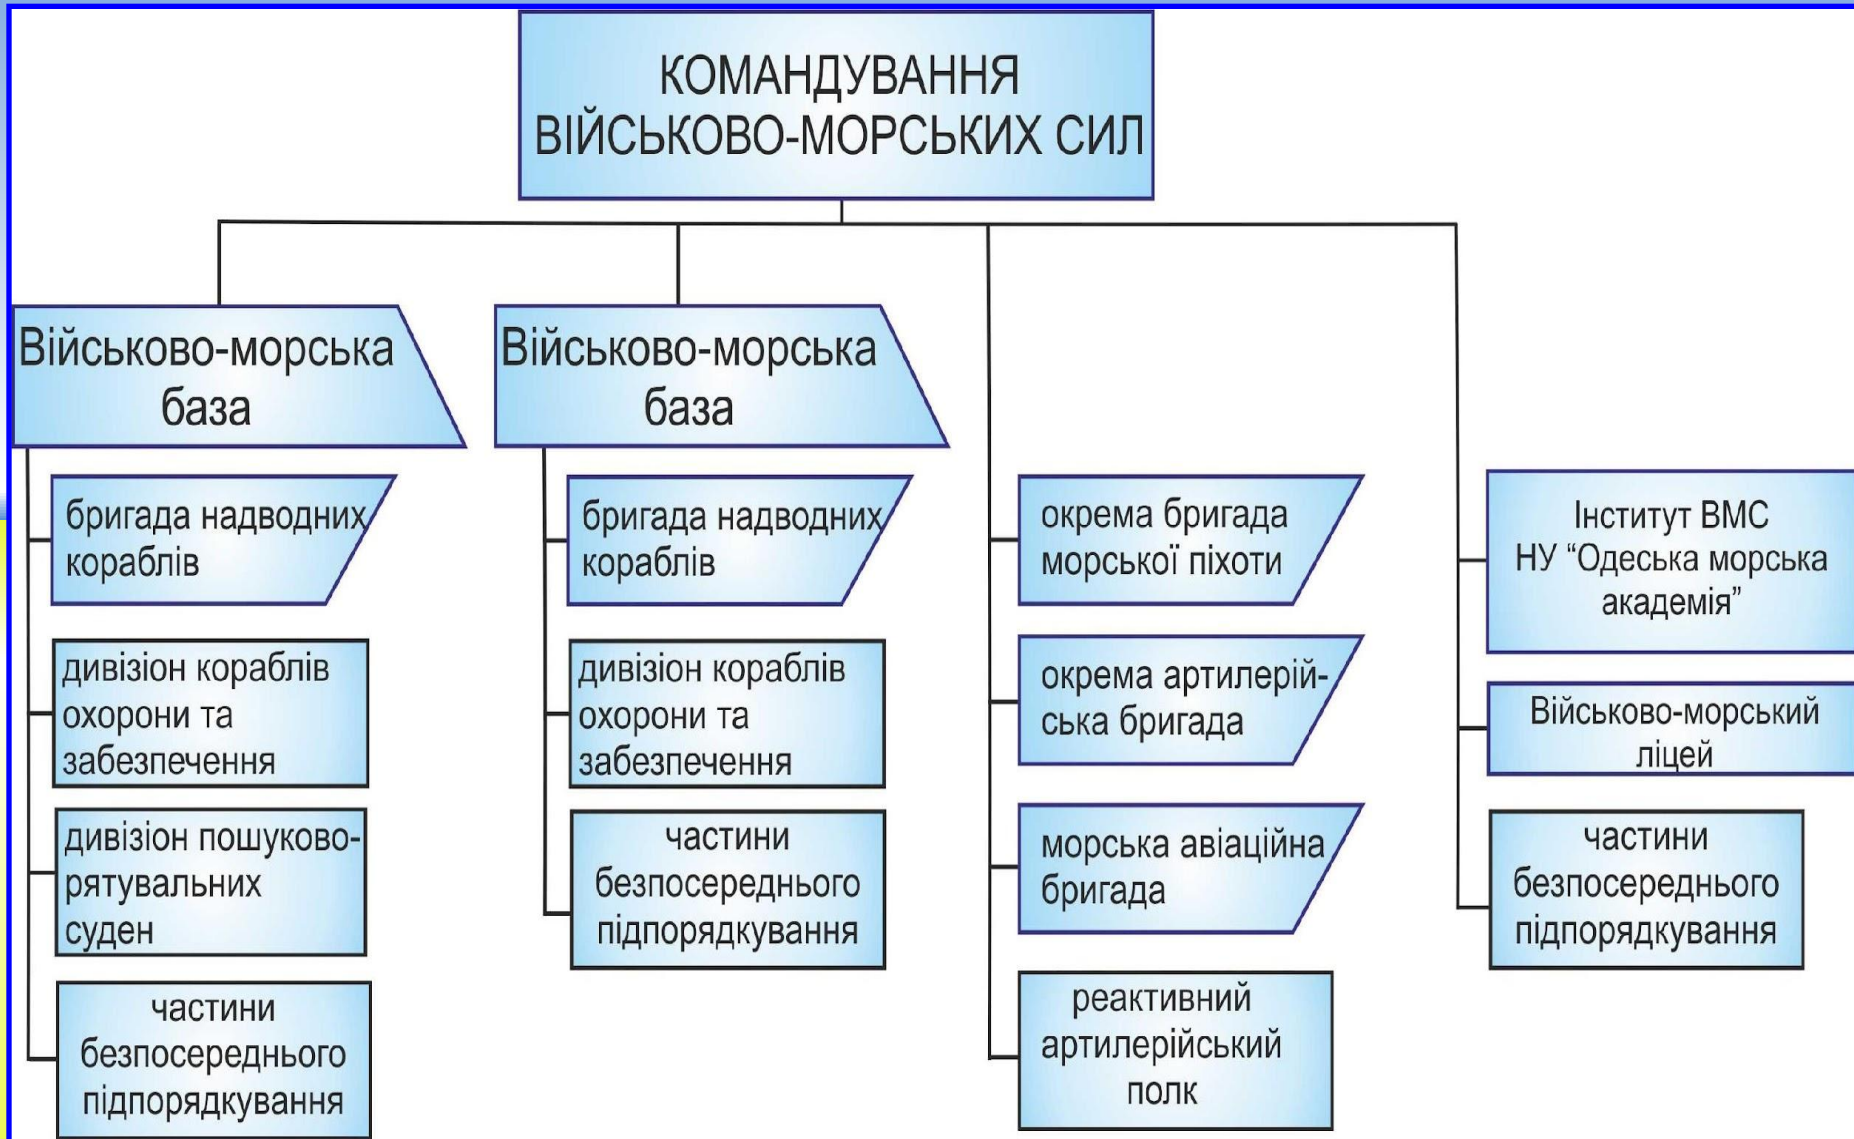 КОМАНДУВАННЯ
ВІЙСЬКОВО-МОРСЬКИХ СИЛ
Військово-морська
база
бригада надводних
кораблів
дивізіон кораблів
охорони та
забезпечення
дивізіон пошуково-
рятувальних
суден
частини
безпосереднього
підпорядкування
Військово-морська
база
бригада надводних
кораблів
дивізіон кораблів
охорони та
забезпечення
частини
безпосереднього
підпорядкування
окрема бригада
морської піхоти
окрема артилерій-
ська бригада
морська авіаційна
бригада
реактивний
артилерійський
полк
Інститут ВМС
НУ “Одеська морська
академія”
Військово-морський
ліцей
частини
безпосереднього
підпорядкування